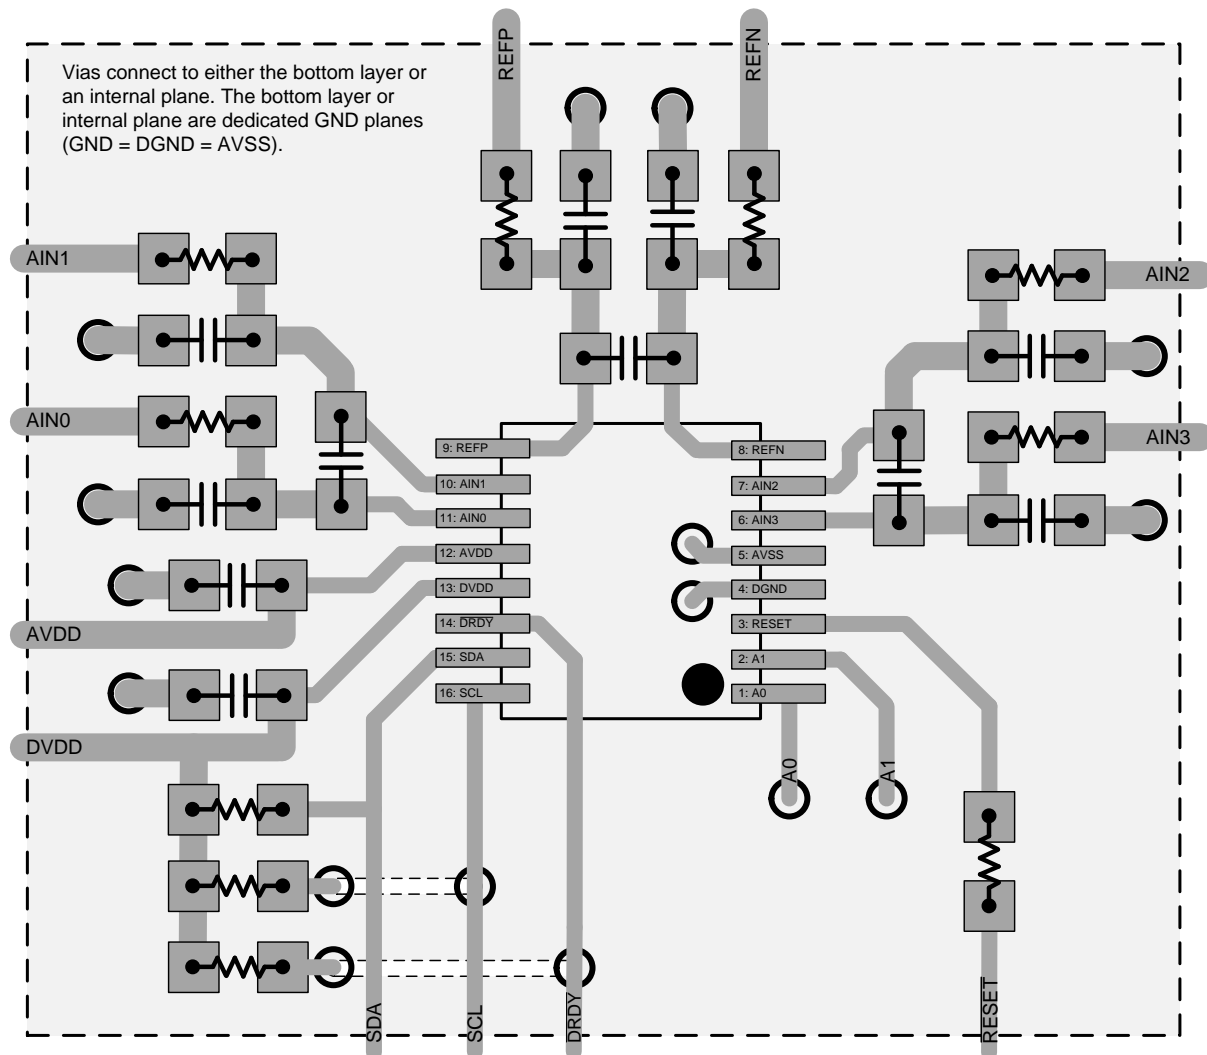 REFP
REFN
Vias connect to either the bottom layer or
an internal plane. The bottom layer or
internal plane are dedicated GND planes
(GND = DGND = AVSS).
AIN1
AIN2
AIN0
AIN3
9: REFP
8: REFN
10: AIN1
7: AIN2
11: AIN0
6: AIN3
12: AVDD
5: AVSS
13: DVDD
4: DGND
14: DRDY
3: RESET
15: SDA
2: A1
16: SCL
1: A0
AVDD
DVDD
A0
A1
SDA
SCL
DRDY
RESET